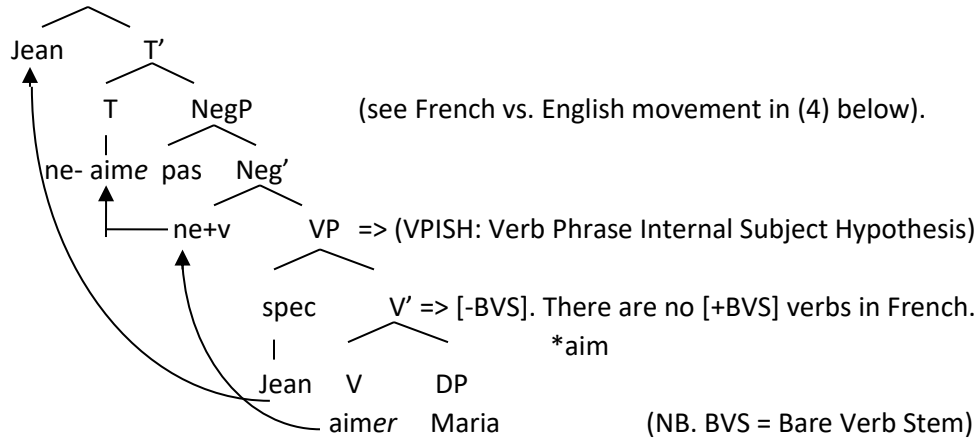 Jean T’
T NegP (see French vs. English movement in (4) below).
ne- aime pas Neg’
ne+v VP => (VPISH: Verb Phrase Internal Subject Hypothesis)
spec V’ => [-BVS]. There are no [+BVS] verbs in French.
*aim
Jean V DP
aimer Maria (NB. BVS = Bare Verb Stem)